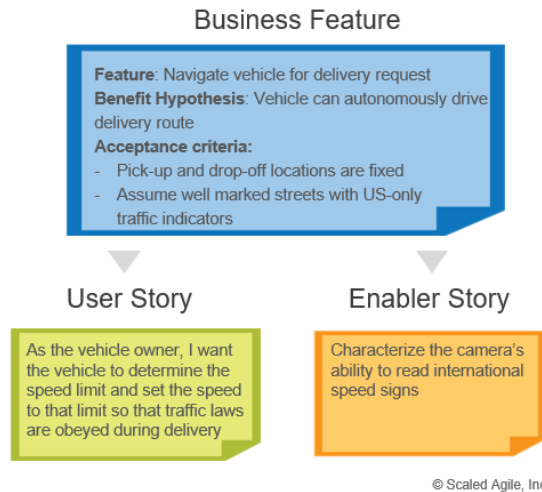 Business Feature
Feature: Navigate vehicle for delivery request
Benefit Hypothesis: Vehicle can autonomously drive
delivery route
Acceptance criteria:
- Pick-up and drop-off locations are fixed
- Assume well marked streets with US-only
traffic indicators
User Story
As the vehicle owner, I want
the vehicle to determine the
speed limit and set the speed
to that limit so that traffic laws
are obeyed during delivery
Enabler Story
Characterize the camera's
ability to read international
speed signs
© Scaled Agile, Inc